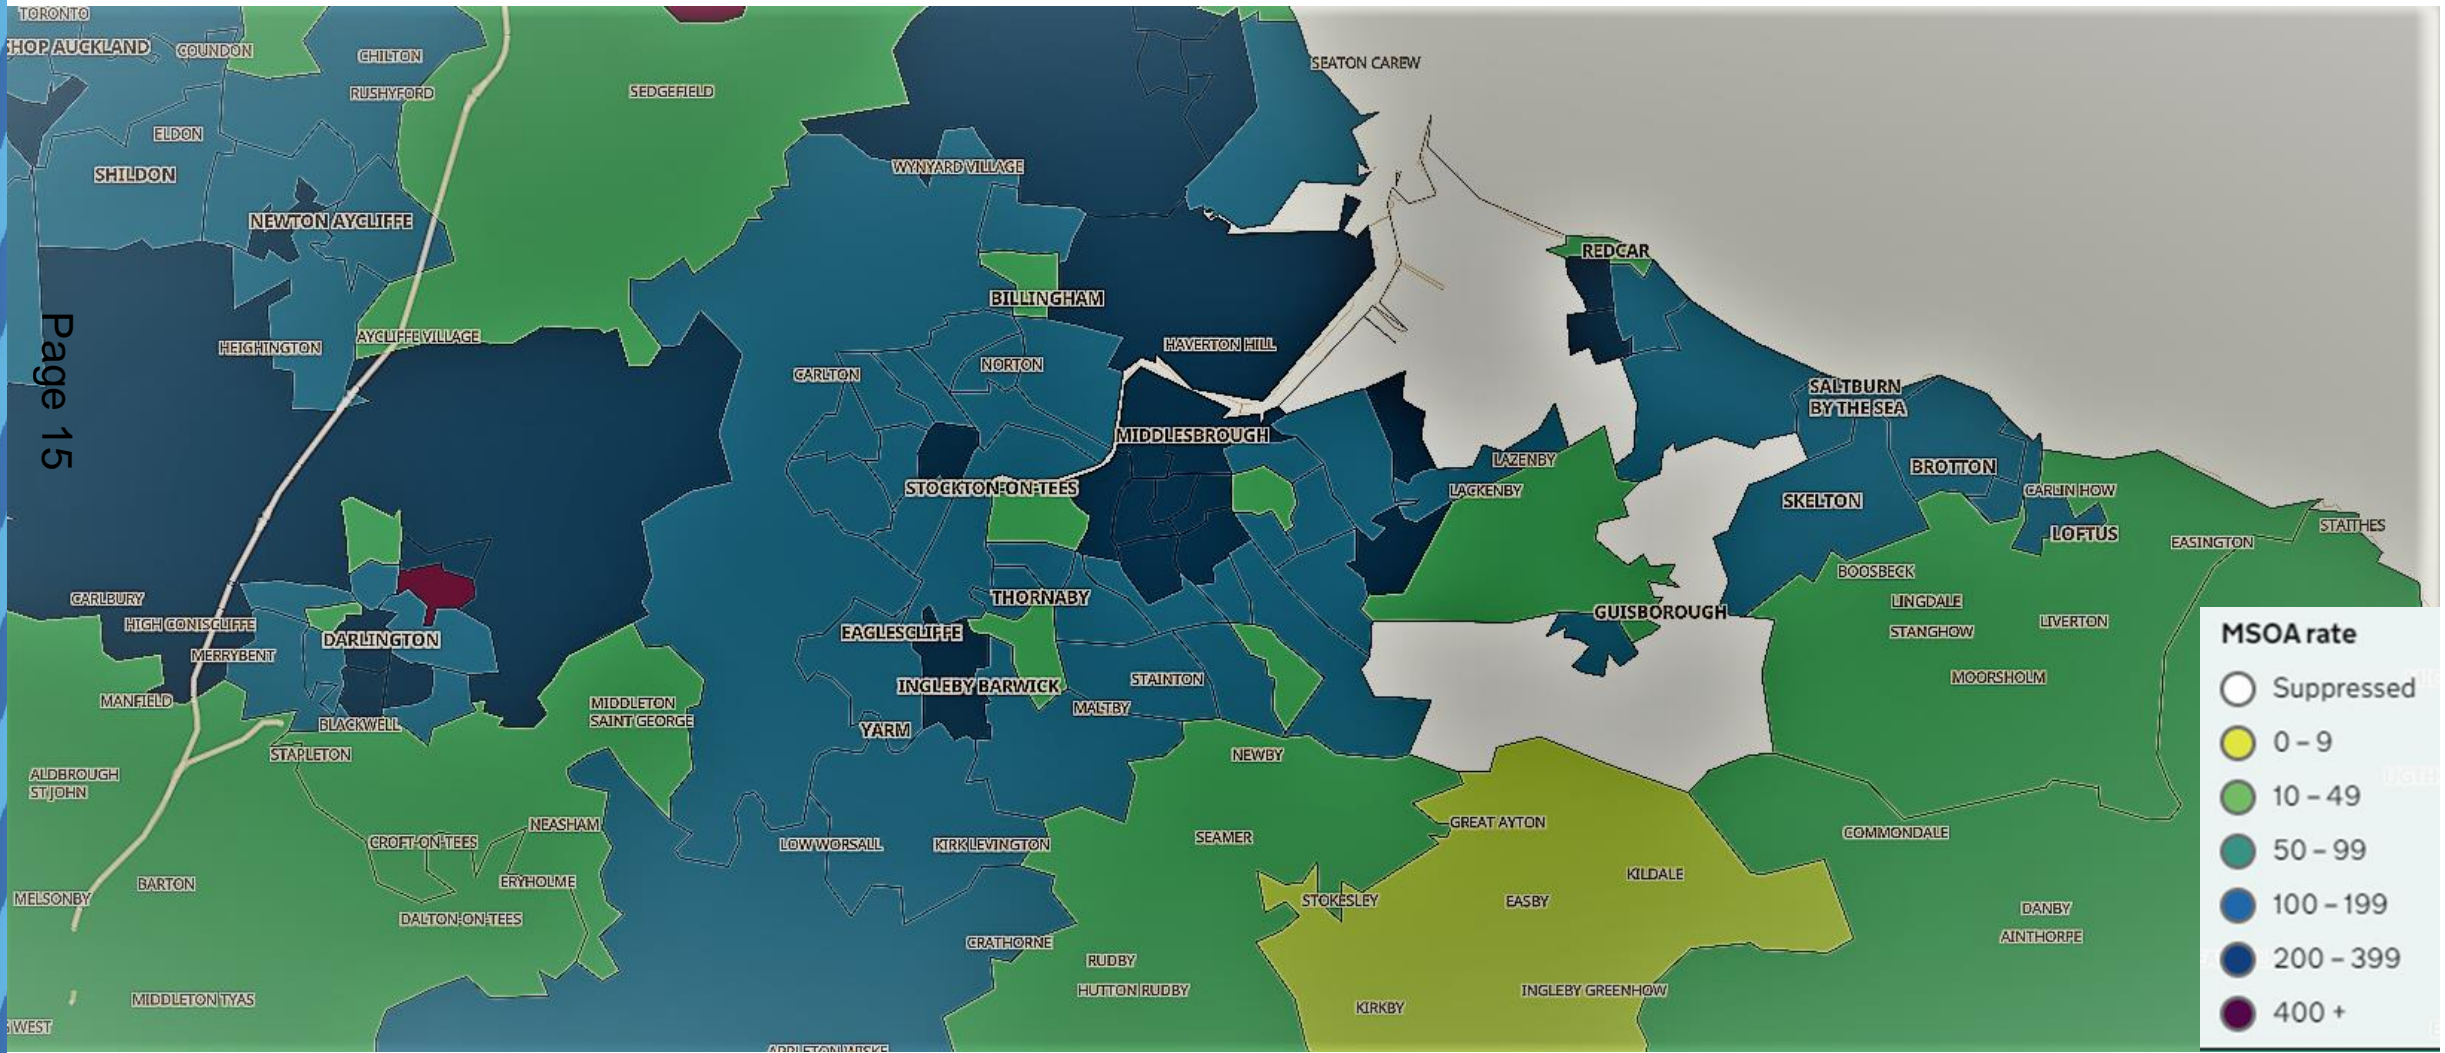 TORONTO
SHOP AUCKLAND
COUNDON
CHILTON
SEATON CAREW
RUSHYFORD
SEDGEFIELD
ELDON
SHILDON
WYNYARD VILLAGE
NEWTON AYCLIFFE
REDCAR
BILLINGHAM
Page 15
HEIGHINGTON
AYCLIFFE VILLAGE
HAVERTON HILL
CARLTON
NORTON
SALTBURN
BY THE SEA
MIDDLESBROUGH
LAZENBY
BROTTON
STOCKTON-ON-TEES
LACKENBY
SKELTON
CARLIN HOW
STAITHES
LOFTUS
EASINGTON
BOOSBECK
CARLBURY
THORNABY
LINGDALE
GUISBOROUGH
LIVERTON
HIGH CONISCLIFFE
DARLINGTON
EAGLESCLIFFE
STANGHOW
MERRYBENT
STAINTON
MOORSHOLM
INGLEBY BARWICK
MANFIELD
MIDDLETON
SAINT GEORGE
MALTBY
BLACKWELL
YARM
STAPLETON
NEWBY
ALDBROUGH
ST JOHN
NEASHAM
GREAT AYTON
COMMONDALE
CROFT-ON-TEES
LOW WORSALL
KIRK LEVINGTON
SEAMER
BARTON
ERYHOLME
KILDALE
MELSONBY
STOKESLEY
EASBY
DANBY
DALTON-ON-TEES
AINTHORPE
CRATHORNE
RUDBY
HUTTON RUDBY
INGLEBY GREENHOW
MIDDLETON TYAS
KIRKBY
WEST
APPLETON WISKE
MSOA rate
Suppressed
0 – 9
10 – 49
50 – 99
100 – 199
200 – 399
400 +